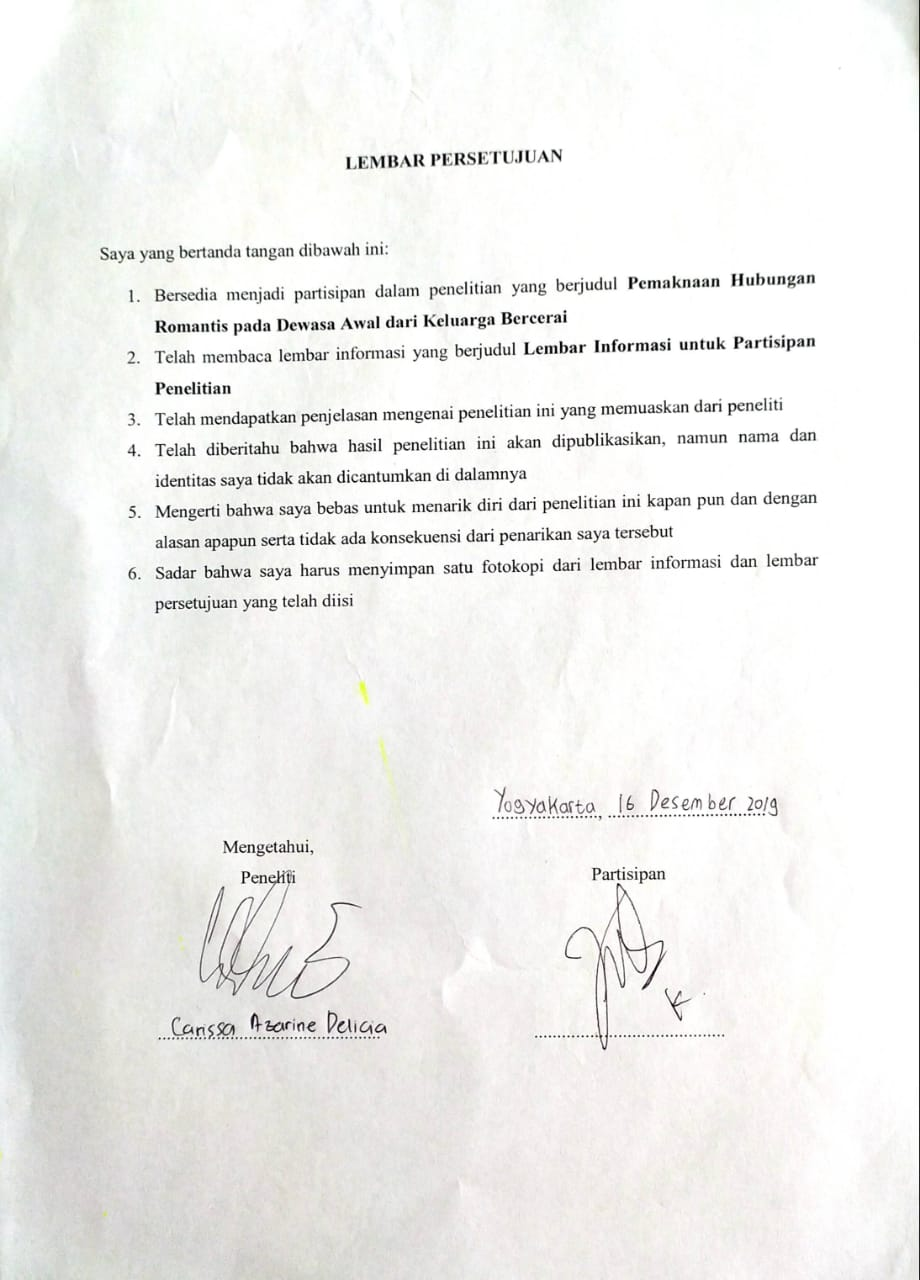 LEMBAR PERSETUJUAN
Saya yang bertanda tangan dibawah ini:
1. Bersedia menjadi partisipan dalam penelitian yang berjudul Pemaknaan Hubungan
Romantis pada Dewasa Awal dari Keluarga Bercerai
2. Telah membaca lembar informasi yang berjudul Lembar Informasi untuk Partisipan
Penelitian
3. Telah mendapatkan penjelasan mengenai penelitian ini yang memuaskan dari peneliti
4. Telah diberitahu bahwa hasil penelitian ini akan dipublikasikan, namun nama dan
identitas saya tidak akan dicantumkan di dalamnya
5. Mengerti bahwa saya bebas untuk menarik diri dari penelitian ini kapan pun dan dengan
alasan apapun serta tidak ada konsekuensi dari penarikan saya tersebut
6. Sadar bahwa saya harus menyimpan satu fotokopi dari lembar informasi dan lembar
persetujuan yang telah diisi
Yogyakarta, 16 Desember 2019
Mengetahui,
Peneliti
Partisipan
Carissa Azarine Delicia